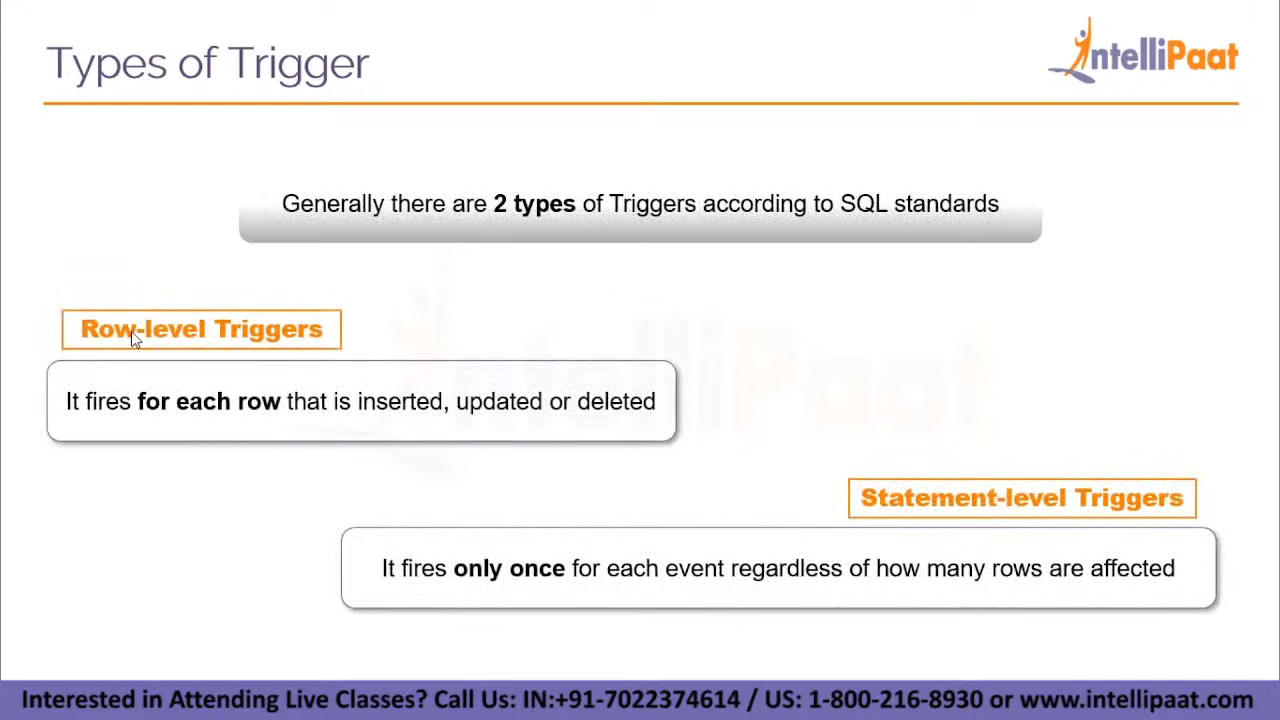 Types of Trigger
IntelliPaat
Generally there are 2 types of Triggers according to SQL standards
Row-level Triggers
It fires for each row that is inserted, updated or deleted
Statement-level Triggers
It fires only once for each event regardless of how many rows are affected
Interested in Attending Live Classes? Call Us: IN:+91-7022374614 / US: 1-800-216-8930 or www.intellipaat.com